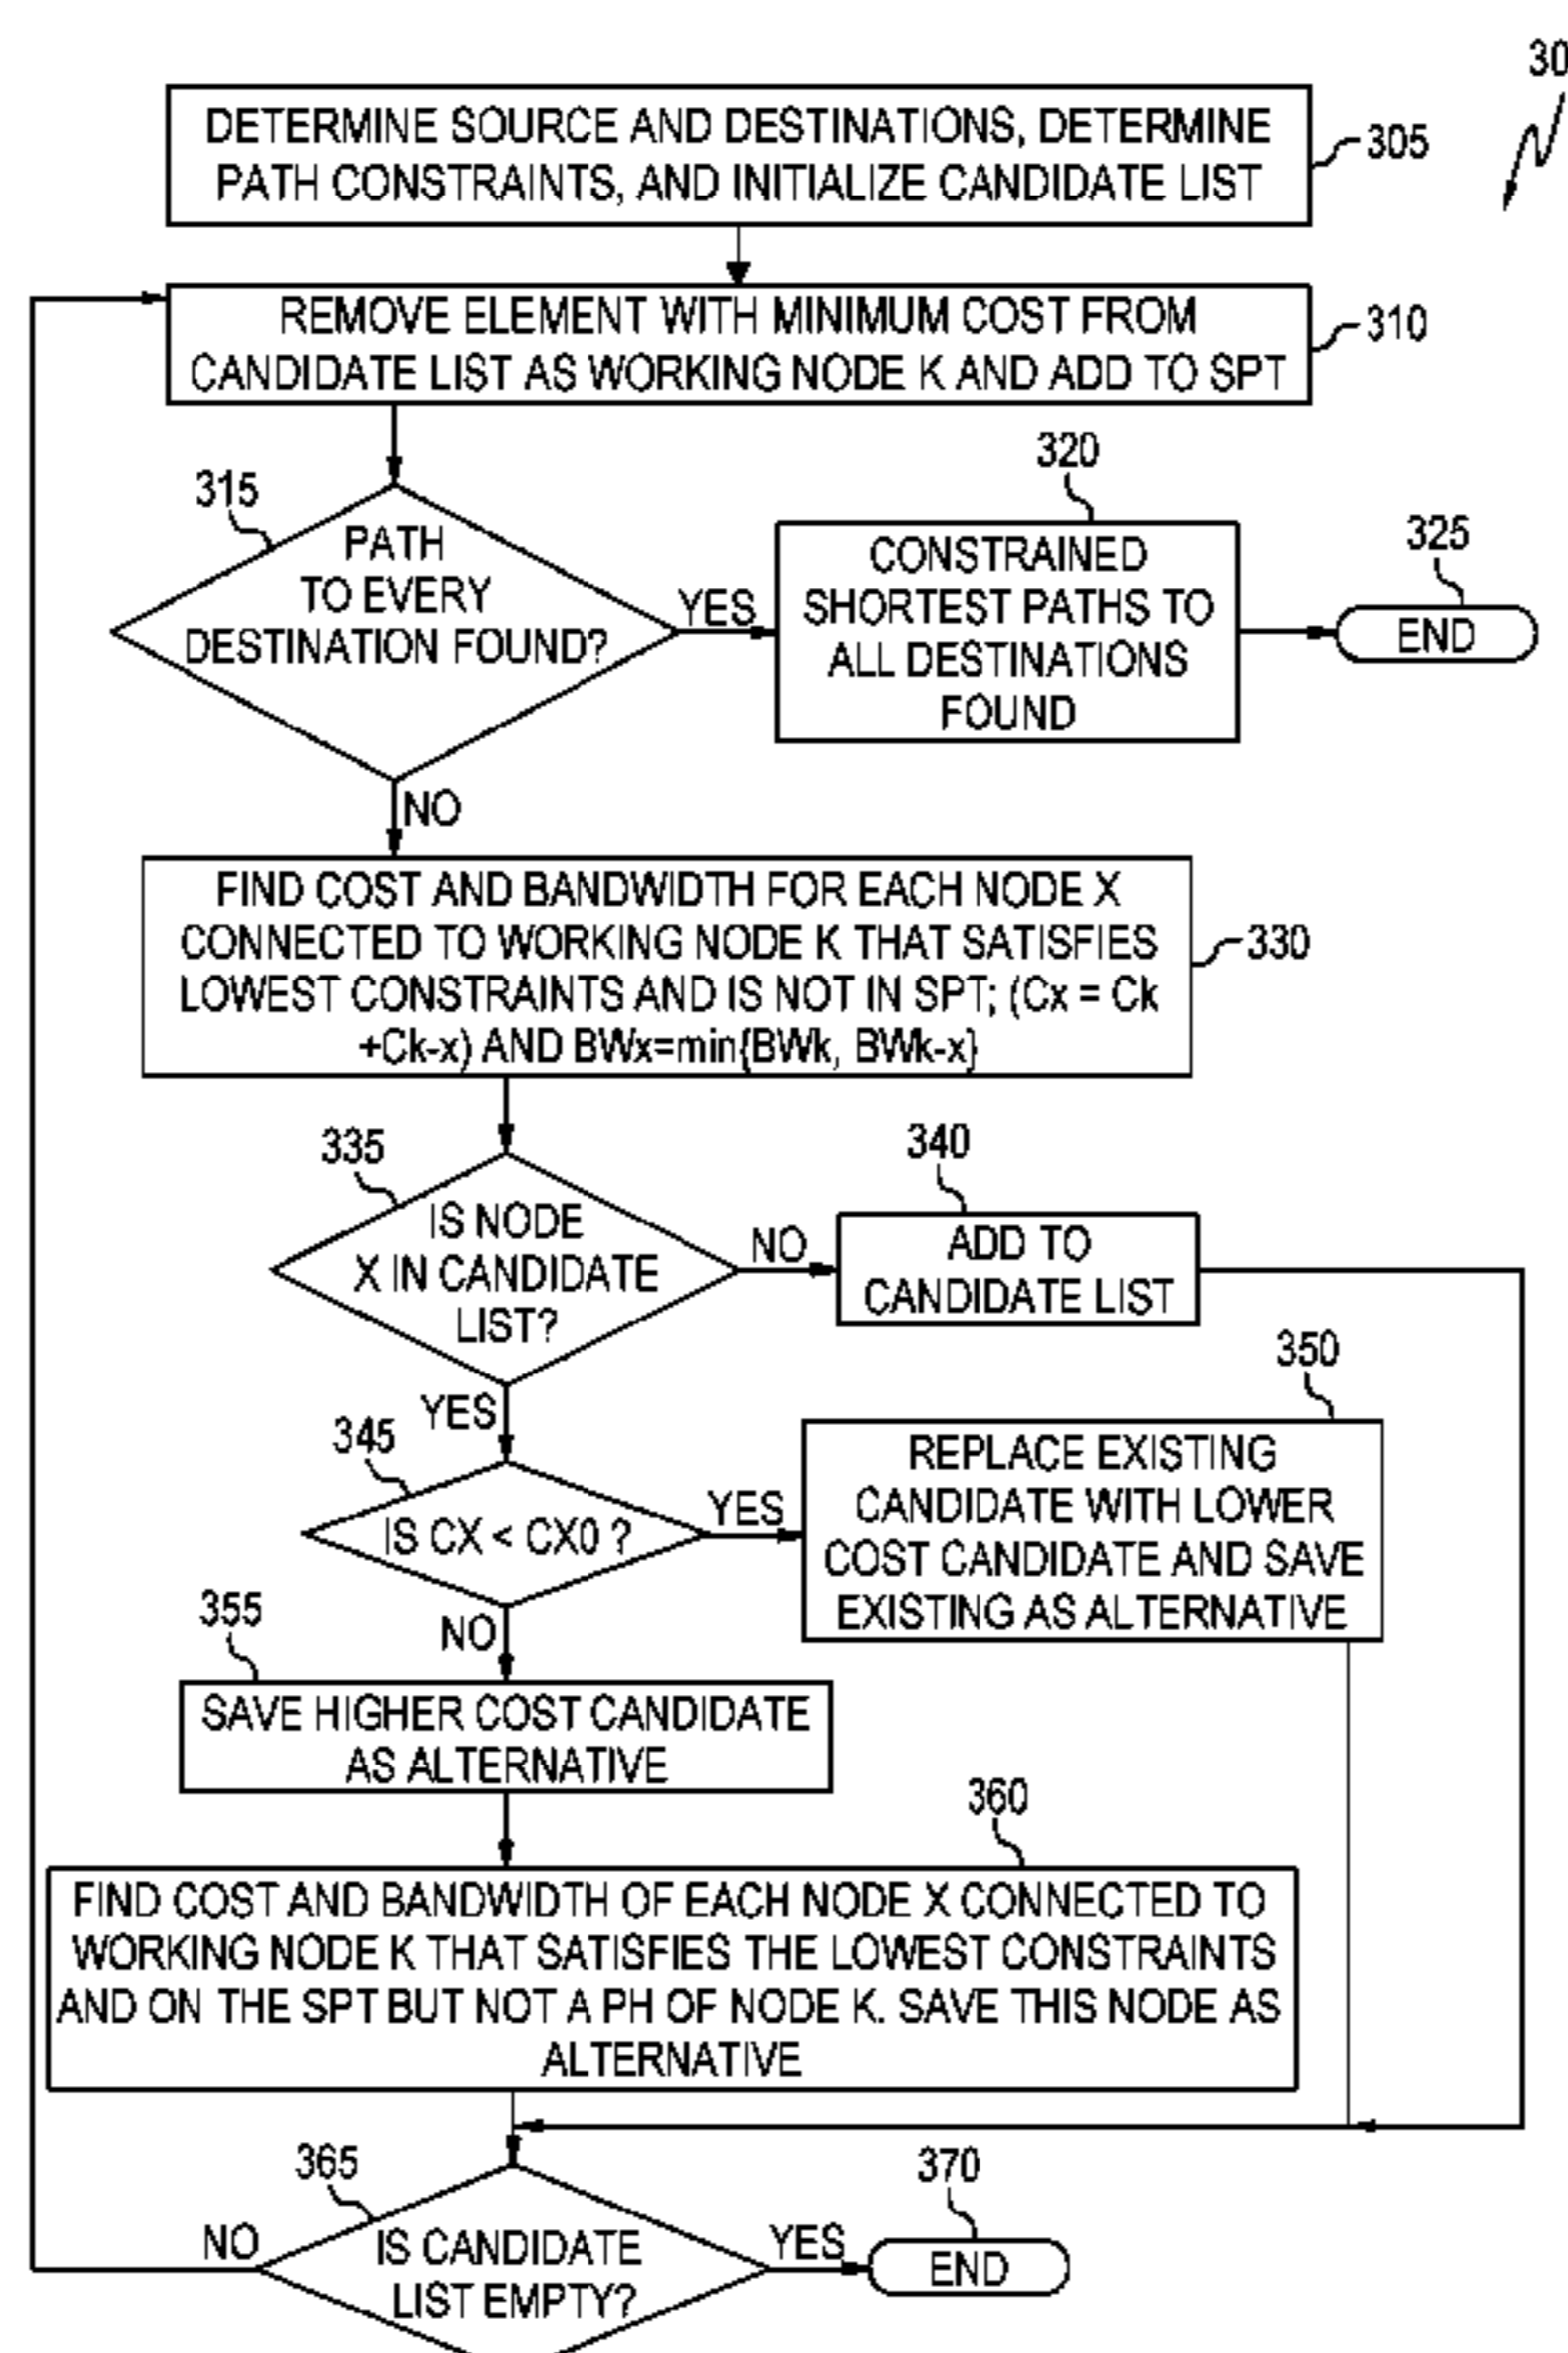 30
DETERMINE SOURCE AND DESTINATIONS, DETERMINE
PATH CONSTRAINTS, AND INITIALIZE CANDIDATE LIST
305
REMOVE ELEMENT WITH MINIMUM COST FROM
CANDIDATE LIST AS WORKING NODE K AND ADD TO SPT
310
315
PATH
TO EVERY
DESTINATION FOUND?
YES
320
CONSTRAINED
SHORTEST PATHS TO
ALL DESTINATIONS
FOUND
325
END
NO
FIND COST AND BANDWIDTH FOR EACH NODE X
CONNECTED TO WORKING NODE K THAT SATISFIES
LOWEST CONSTRAINTS AND IS NOT IN SPT; (Cx = Ck
+Ck-x) AND BWx=min{BWk, BWk-x}
330
335
IS NODE
X IN CANDIDATE
LIST?
NO
340
ADD TO
CANDIDATE LIST
YES
345
IS CX < CX0 ?
YES
350
REPLACE EXISTING
CANDIDATE WITH LOWER
COST CANDIDATE AND SAVE
EXISTING AS ALTERNATIVE
NO
355
SAVE HIGHER COST CANDIDATE
AS ALTERNATIVE
360
FIND COST AND BANDWIDTH OF EACH NODE X CONNECTED TO
WORKING NODE K THAT SATISFIES THE LOWEST CONSTRAINTS
AND ON THE SPT BUT NOT A PH OF NODE K. SAVE THIS NODE AS
ALTERNATIVE
365
IS CANDIDATE
LIST EMPTY?
NO
YES
370
END